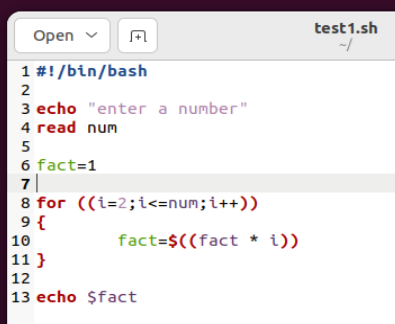 Open
test1.sh
~/
1 #!/bin/bash
2
3 echo "enter a number"
4 read num
5
6 fact=1
7
8 for ((i=2;i<=num;i++))
9 {
10 fact=$((fact * i))
11 }
12
13 echo $fact